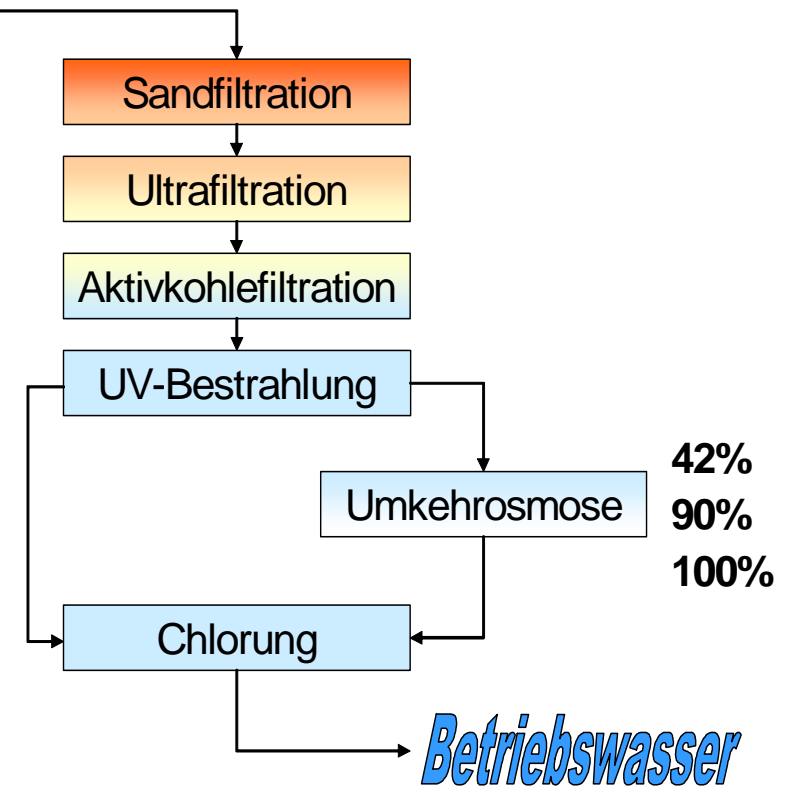 Sandfiltration
Ultrafiltration
Aktivkohlefiltration
UV-Bestrahlung
42%
Umkehrosmose
90%
100%
Chlorung
Betriebswasser